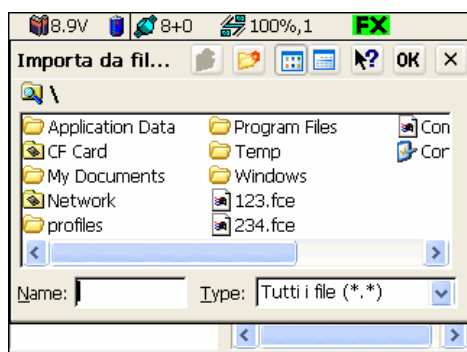 8.9V 8+0 100%,1 FX
Importa da fil... ? OK ×
\
Application Data Program Files Con
CF Card Temp Cor
My Documents Windows
Network 123.fce
profiles 234.fce
Name: Type: Tutti i file (*.*)